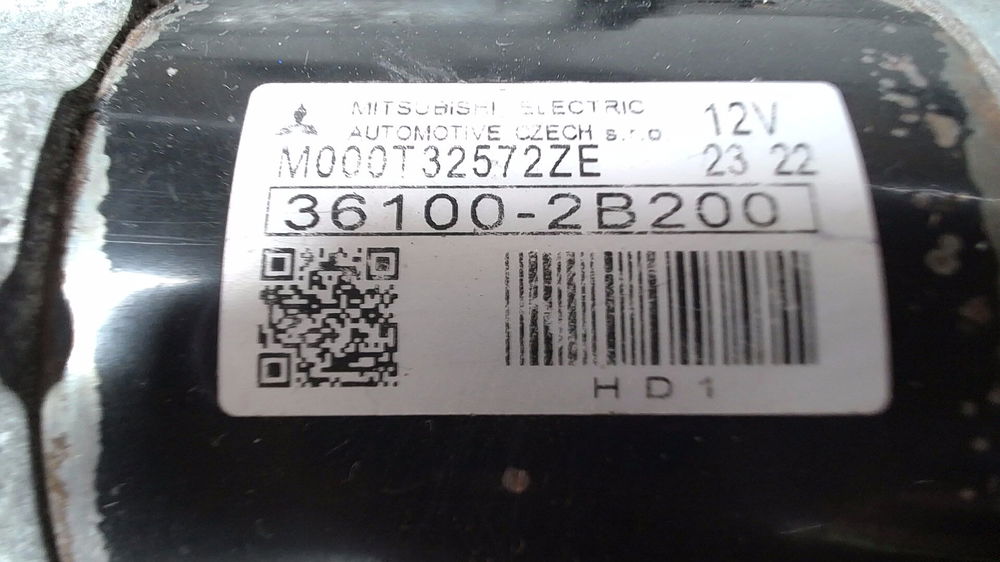 MITSUBISHI ELECTRIC
AUTOMOTIVE CZECH s.r.o
12V
M000T32572ZE 23 22
36100-2B200
HD1